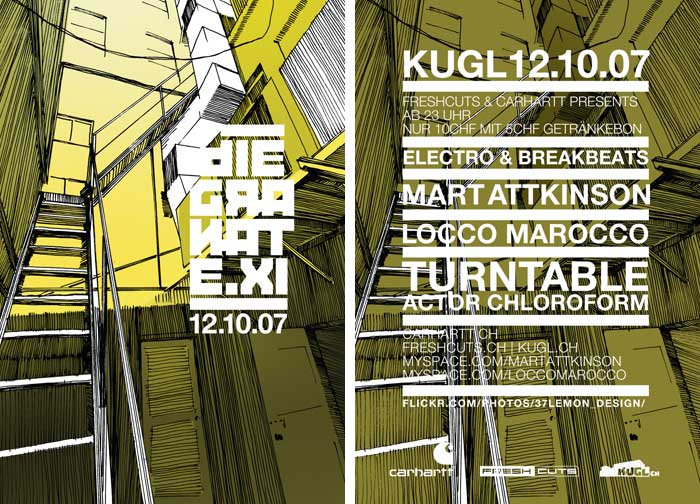 dIE
GRA
NAT
E.XI
12.10.07
KUGL12.10.07
FRESHCUTS & CARHARTT PRESENTS
AB 23 UHR
NUR 10CHF MIT 5CHF GETRÄNKEBON
ELECTRO & BREAKBEATS
MART ATTKINSON
LOCCO MAROCCO
TURNTABLE
ACTOR CHLOROFORM
CARHARTT.CH
FRESHCUTS.CH | KUGL.CH
MYSPACE.COM/MARTATTKINSON
MYSPACE.COM/LOCCOMAROCCO
FLICKR.COM/PHOTOS/37LEMON_DESIGN/
carhartt
FRESH CUTS
KUGL.CH